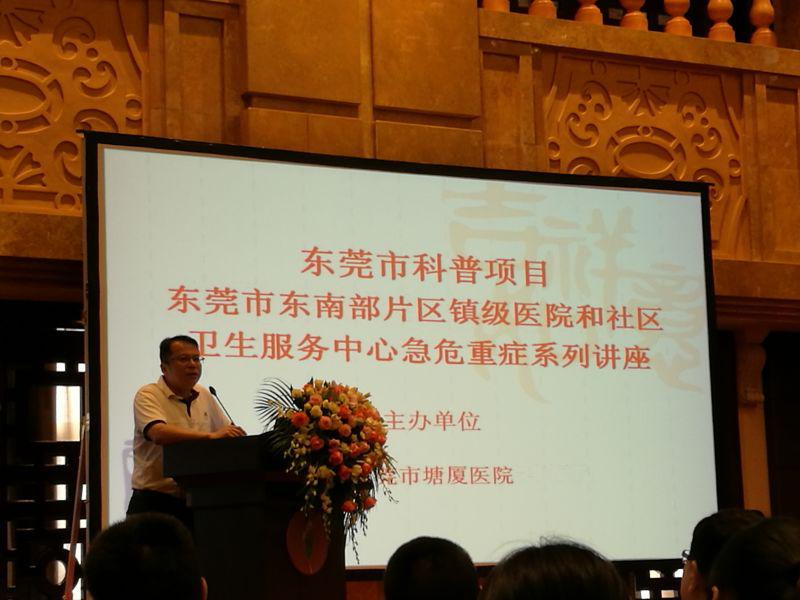 东莞市科普项目
东莞市东南部片区镇级医院和社区
卫生服务中心急危重症系列讲座
主办单位
莞市塘厦医院